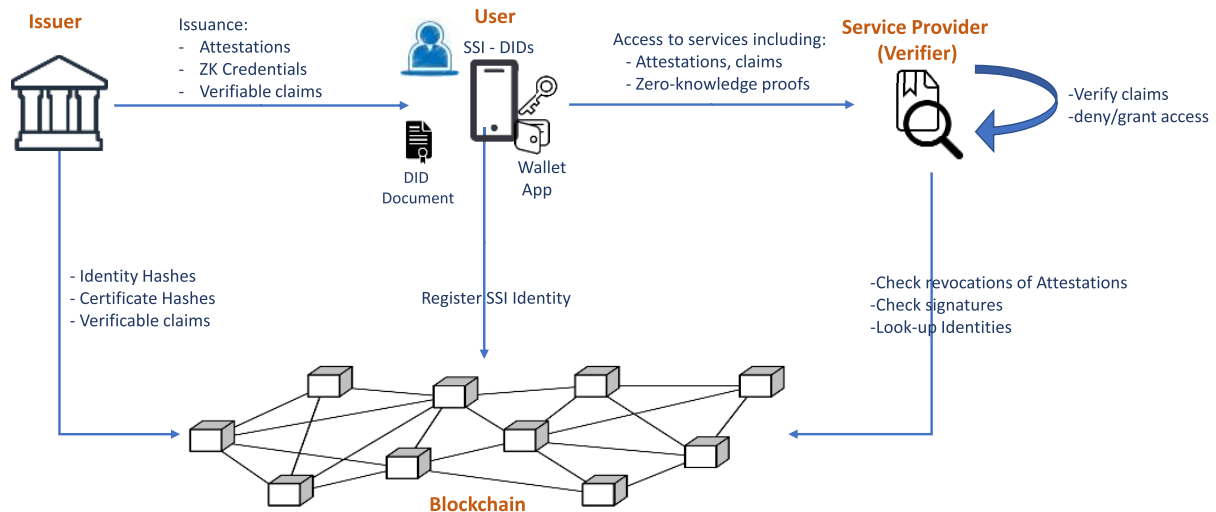 Issuer
Issuance:
- Attestations
- ZK Credentials
- Verifiable claims
User
SSI - DIDs
DID
Document
Wallet
App
Access to services including:
- Attestations, claims
- Zero-knowledge proofs
Service Provider
(Verifier)
-Verify claims
-deny/grant access
- Identity Hashes
- Certificate Hashes
- Verificable claims
Register SSI Identity
-Check revocations of Attestations
-Check signatures
-Look-up Identities
Blockchain